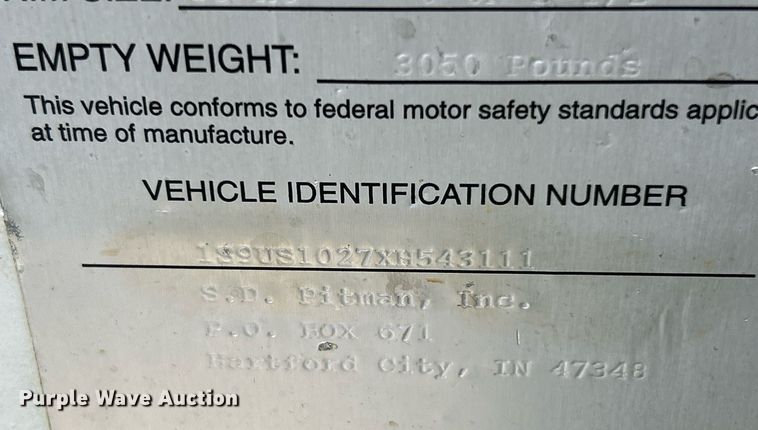 EMPTY WEIGHT: 3050 Pounds
This vehicle conforms to federal motor safety standards applic
at time of manufacture.
VEHICLE IDENTIFICATION NUMBER
1S9US1027XH543111
S.D. Pitman, Inc.
P.O. BOX 671
Hartford City, IN 47348
Purple Wave Auction